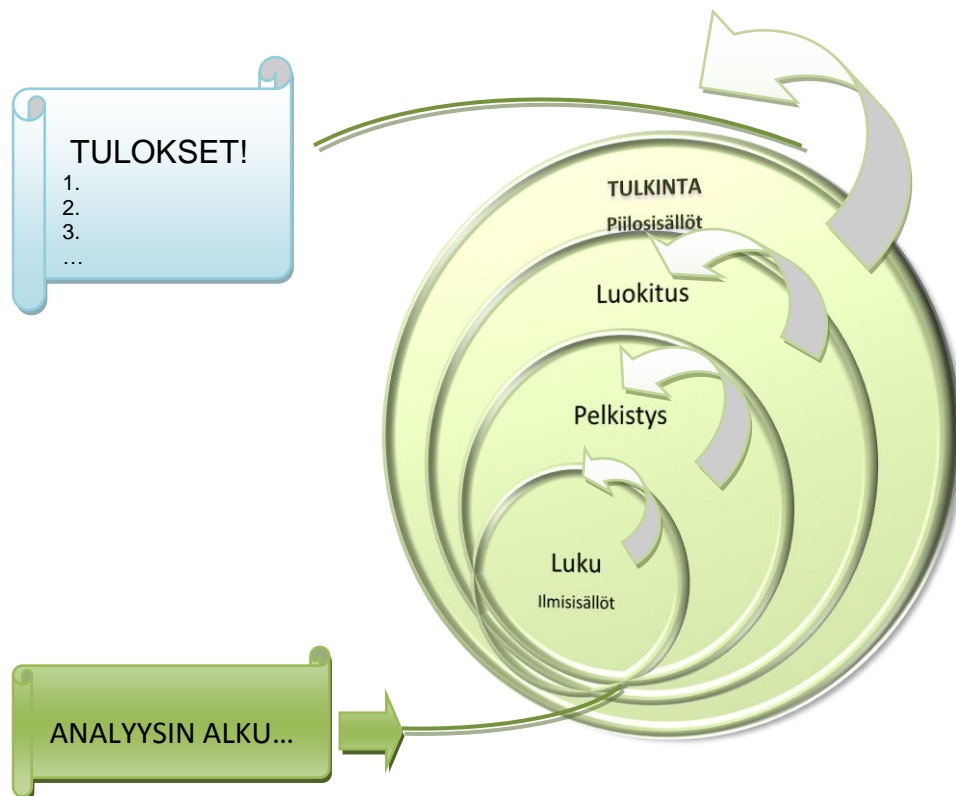 TULOKSET!
1.
2.
3.
…
TULKINTA
Piilosisällöt
Luokitus
Pelkistys
Luku
Ilmisisällöt
ANALYYSIN ALKU…